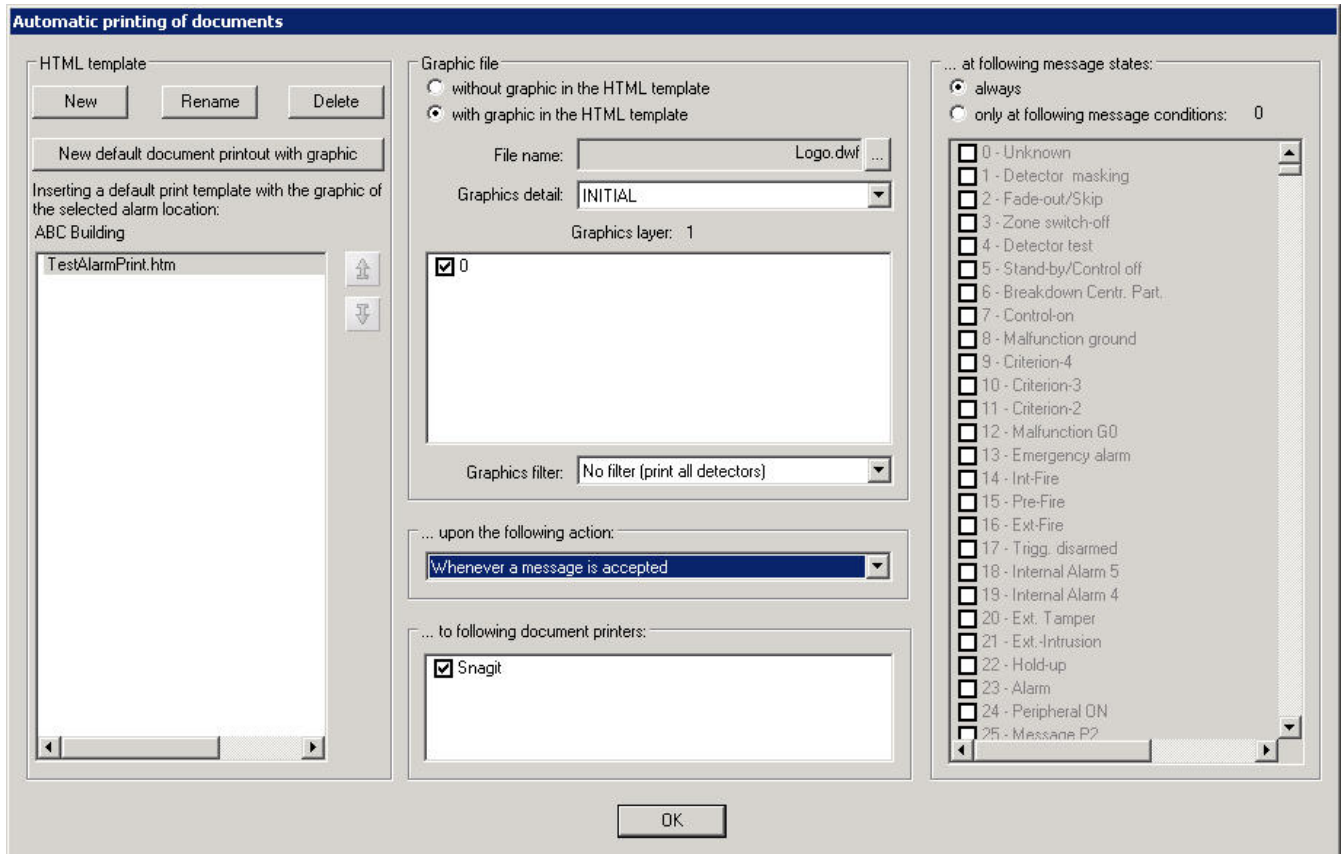 Automatic printing of documents
HTML template
New Rename Delete
New default document printout with graphic
Inserting a default print template with the graphic of
the selected alarm location:
ABC Building
TestAlarmPrint.htm
Graphic file
without graphic in the HTML template
with graphic in the HTML template
File name: Logo.dwf ...
Graphics detail: INITIAL
Graphics layer: 1
0
Graphics filter: No filter (print all detectors)
... upon the following action:
Whenever a message is accepted
... to following document printers:
Snagit
... at following message states:
always
only at following message conditions: 0
0 - Unknown
1 - Detector masking
2 - Fade-out/Skip
3 - Zone switch-off
4 - Detector test
5 - Stand-by/Control off
6 - Breakdown Centr. Part.
7 - Control-on
8 - Malfunction ground
9 - Criterion-4
10 - Criterion-3
11 - Criterion-2
12 - Malfunction G0
13 - Emergency alarm
14 - Int-Fire
15 - Pre-Fire
16 - Ext-Fire
17 - Trigg. disarmed
18 - Internal Alarm 5
19 - Internal Alarm 4
20 - Ext. Tamper
21 - Ext.-Intrusion
22 - Hold-up
23 - Alarm
24 - Peripheral ON
25 - Message P2
OK